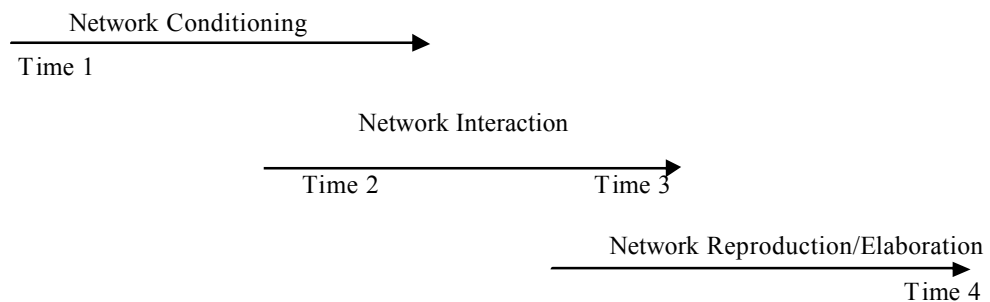 Network Conditioning
Time 1
Network Interaction
Time 2 Time 3
Network Reproduction/Elaboration
Time 4